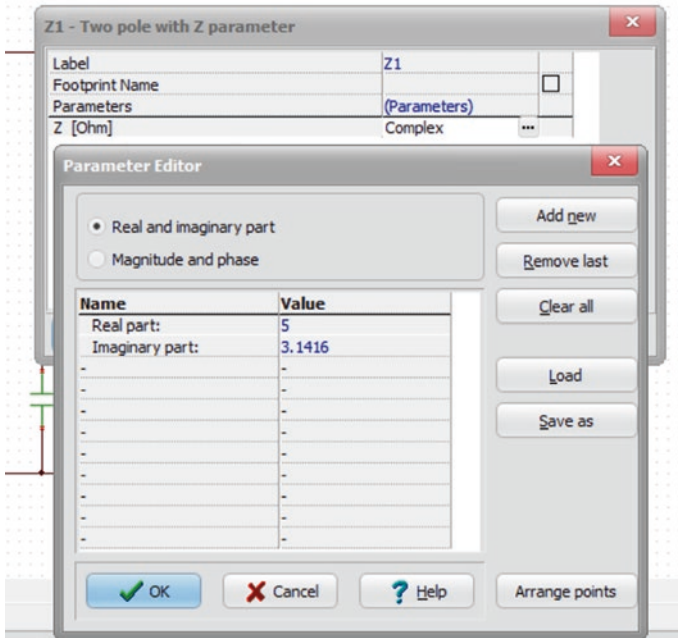 Z1 - Two pole with Z parameter
Label Z1
Footprint Name
Parameters (Parameters)
Z [Ohm] Complex ...
Parameter Editor
Real and imaginary part
Magnitude and phase
Add new
Remove last
Clear all
Load
Save as
Name Value
Real part: 5
Imaginary part: 3.1416
- -
- -
- -
- -
- -
- -
- -
- -
- -
OK
Cancel
? Help
Arrange points